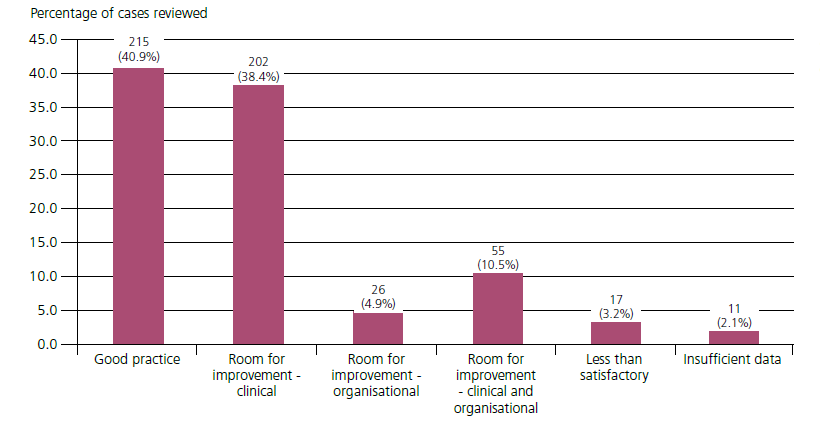 Percentage of cases reviewed
45.0
40.0
35.0
30.0
25.0
20.0
15.0
10.0
5.0
0.0
215
(40.9%)
202
(38.4%)
26
(4.9%)
55
(10.5%)
17
(3.2%)
11
(2.1%)
Good practice
Room for
improvement -
clinical
Room for
improvement -
organisational
Room for
improvement
- clinical and
organisational
Less than
satisfactory
Insufficient data